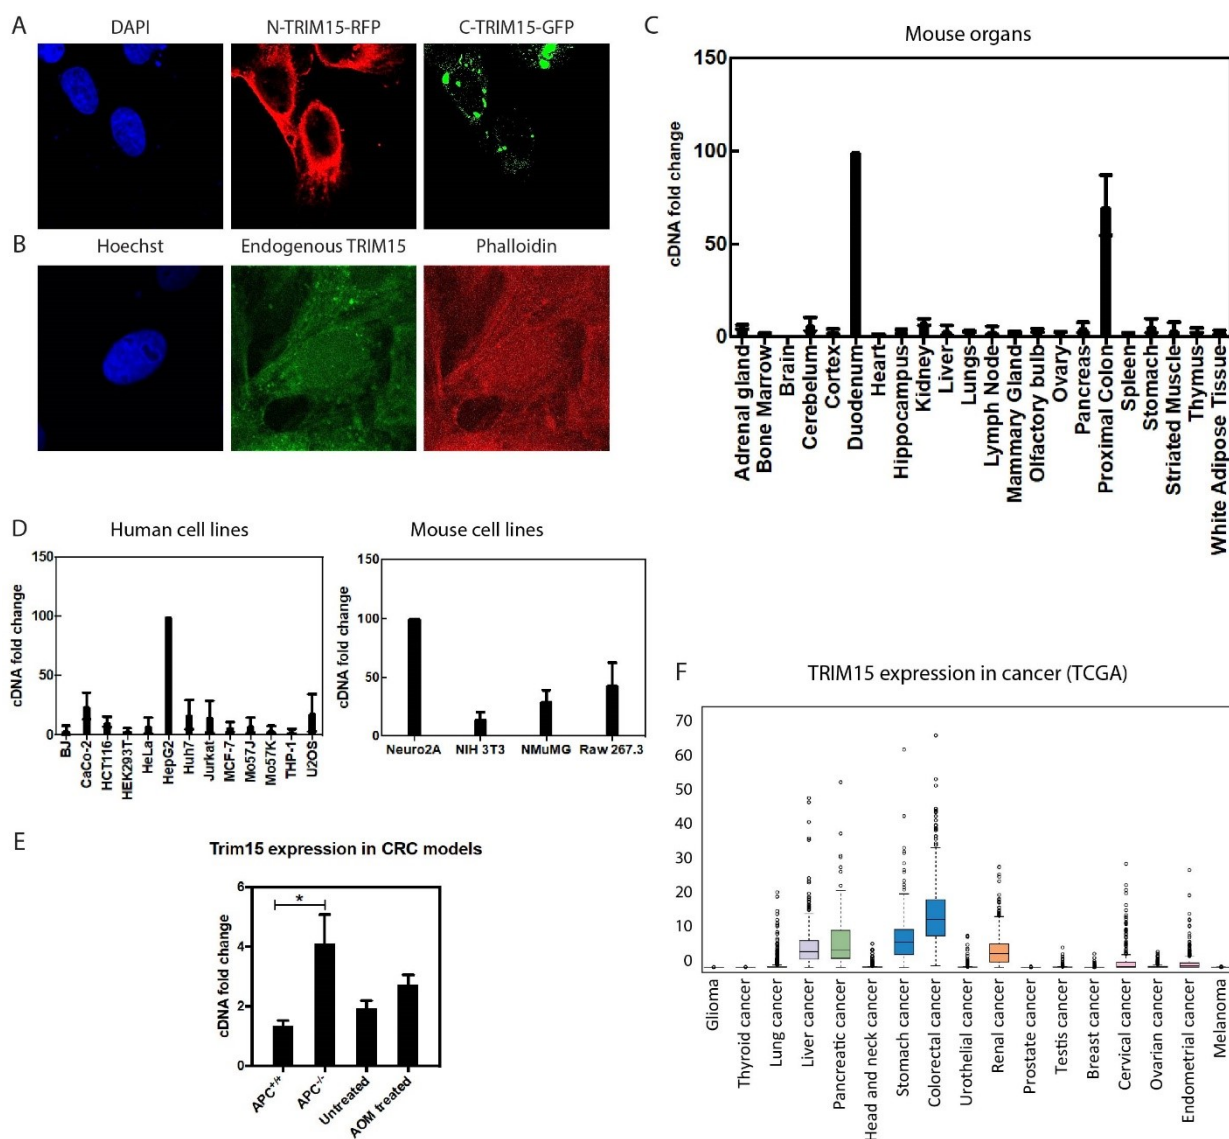 A
DAPI
N-TRIM15-RFP
C-TRIM15-GFP
B
Hoechst
Endogenous TRIM15
Phalloidin
C
Mouse organs
cDNA fold change
150
100
50
0
Adrenal gland
Bone Marrow
Brain
Cerebelum
Cortex
Duodenum
Heart
Hippocampus
Kidney
Liver
Lungs
Lymph Node
Mammary Gland
Olfactory bulb
Ovary
Pancreas
Proximal Colon
Spleen
Stomach
Striated Muscle
Thymus
White Adipose Tissue
D
Human cell lines
cDNA fold change
150
100
50
0
BJ
CaCo-2
HCT116
HEK293T
HeLa
HepG2
Huh7
Jurkat
MCF-7
Mo57J
Mo57K
THP-1
U2OS
Mouse cell lines
cDNA fold change
150
100
50
0
Neuro2A
NIH 3T3
NMuMG
Raw 267.3
E
Trim15 expression in CRC models
cDNA fold change
6
4
2
0
*
APC+/+
APC-/-
Untreated
AOM treated
F
TRIM15 expression in cancer (TCGA)
70
60
50
40
30
20
10
0
Glioma
Thyroid cancer
Lung cancer
Liver cancer
Pancreatic cancer
Head and neck cancer
Stomach cancer
Colorectal cancer
Urothelial cancer
Renal cancer
Prostate cancer
Testis cancer
Breast cancer
Cervical cancer
Ovarian cancer
Endometrial cancer
Melanoma